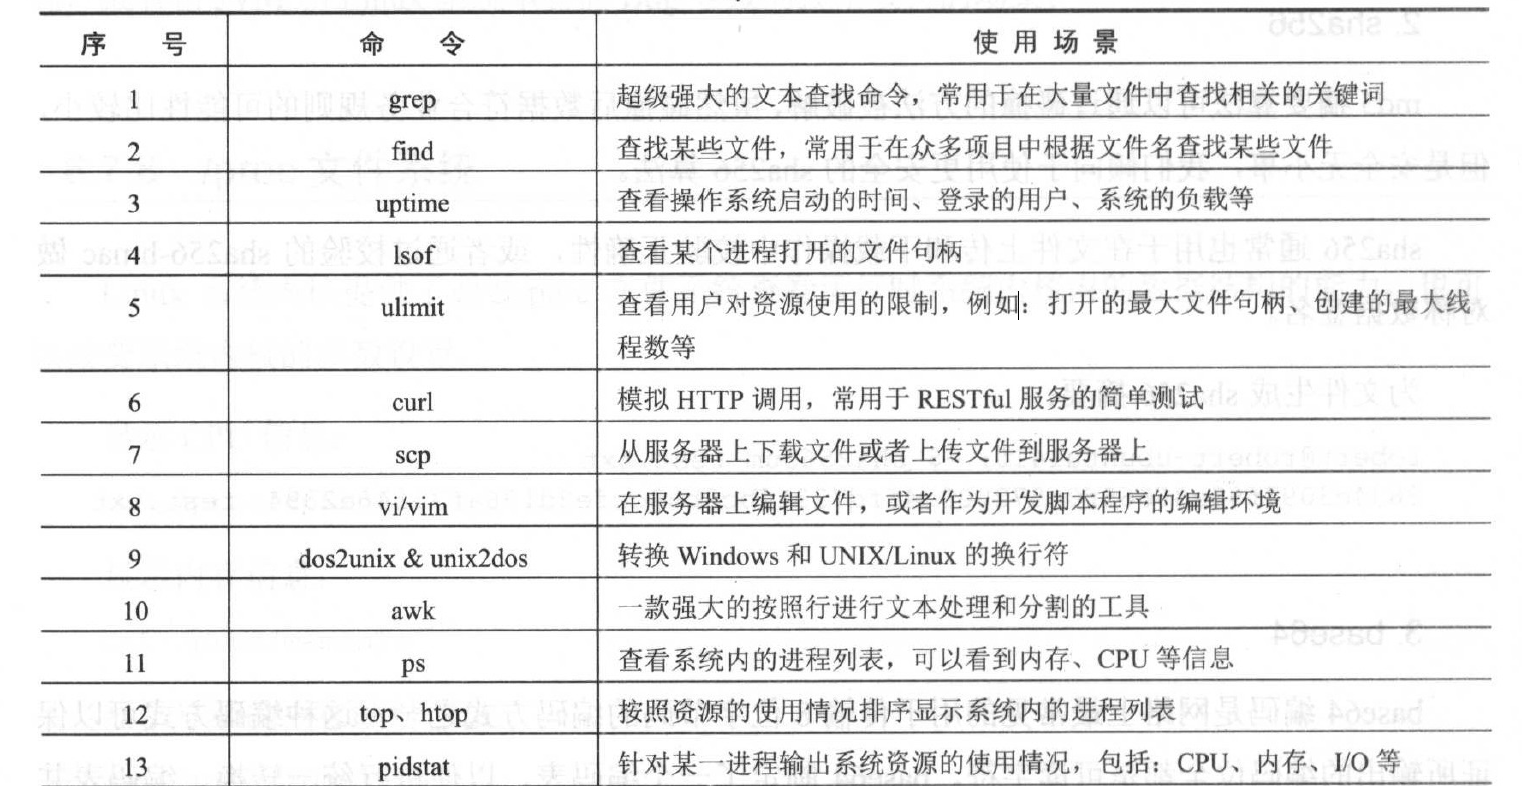 序 号 命 令 使 用 场 景
1 grep 超级强大的文本查找命令，常用于在大量文件中查找相关的关键词
2 find 查找某些文件，常用于在众多项目中根据文件名查找某些文件
3 uptime 查看操作系统启动的时间、登录的用户、系统的负载等
4 lsof 查看某个进程打开的文件句柄
5 ulimit 查看用户对资源使用的限制，例如：打开的最大文件句柄、创建的最大线
程数等
6 curl 模拟 HTTP 调用，常用于 RESTful 服务的简单测试
7 scp 从服务器上下载文件或者上传文件到服务器上
8 vi/vim 在服务器上编辑文件，或者作为开发脚本程序的编辑环境
9 dos2unix & unix2dos 转换 Windows 和 UNIX/Linux 的换行符
10 awk 一款强大的按照行进行文本处理和分割的工具
11 ps 查看系统内的进程列表，可以看到内存、CPU 等信息
12 top、htop 按照资源的使用情况排序显示系统内的进程列表
13 pidstat 针对某一进程输出系统资源的使用情况，包括：CPU、内存、I/O 等